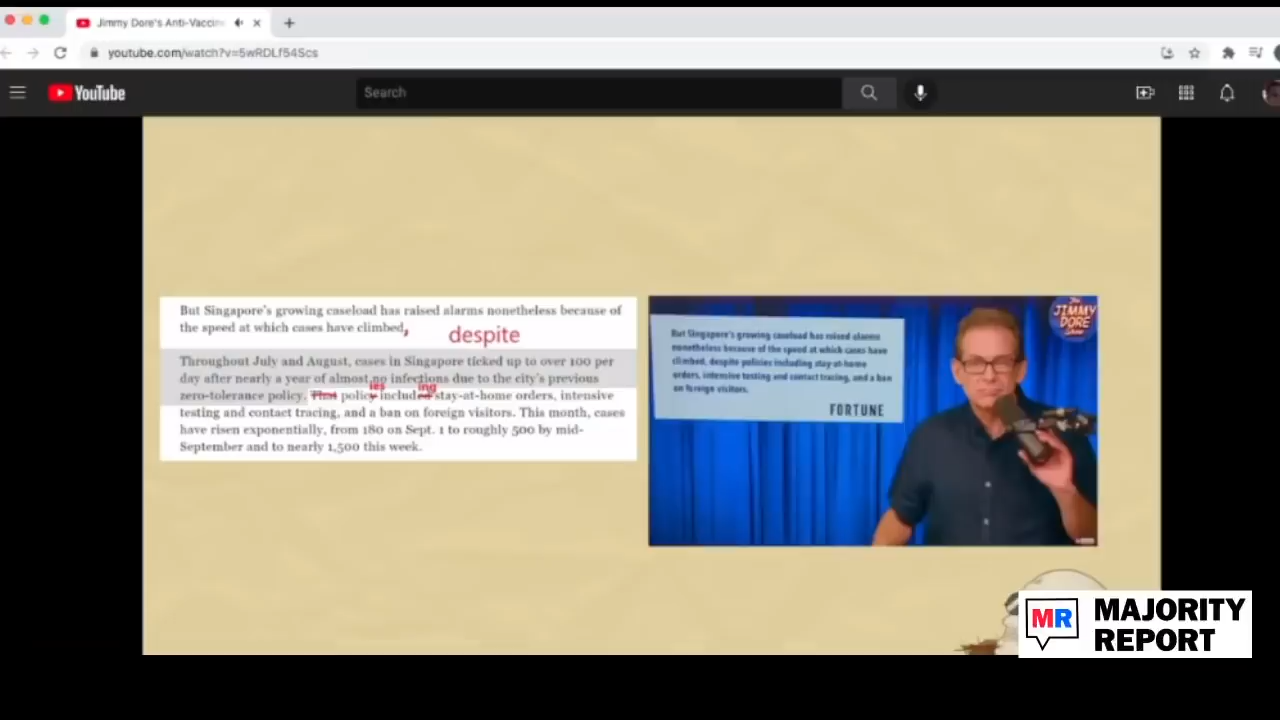 Jimmy Dore's Anti-Vaccin
youtube.com/watch?v=5wRDLf54Scs
YouTube
Search
But Singapore's growing caseload has raised alarms nonetheless because of
the speed at which cases have climbed,
despite
Throughout July and August, cases in Singapore ticked up to over 100 per
day after nearly a year of almost no infections due to the city's previous
ies ing
zero-tolerance policy. That policy included stay-at-home orders, intensive
testing and contact tracing, and a ban on foreign visitors. This month, cases
have risen exponentially, from 180 on Sept. 1 to roughly 500 by mid-
September and to nearly 1,500 this week.
But Singapore's growing caseload has raised alarms
nonetheless because of the speed at which cases have
climbed, despite policies including stay-at-home
orders, intensive testing and contact tracing, and a ban
on foreign visitors.
FORTUNE
The
JIMMY
DORE
Show
MR MAJORITY
REPORT